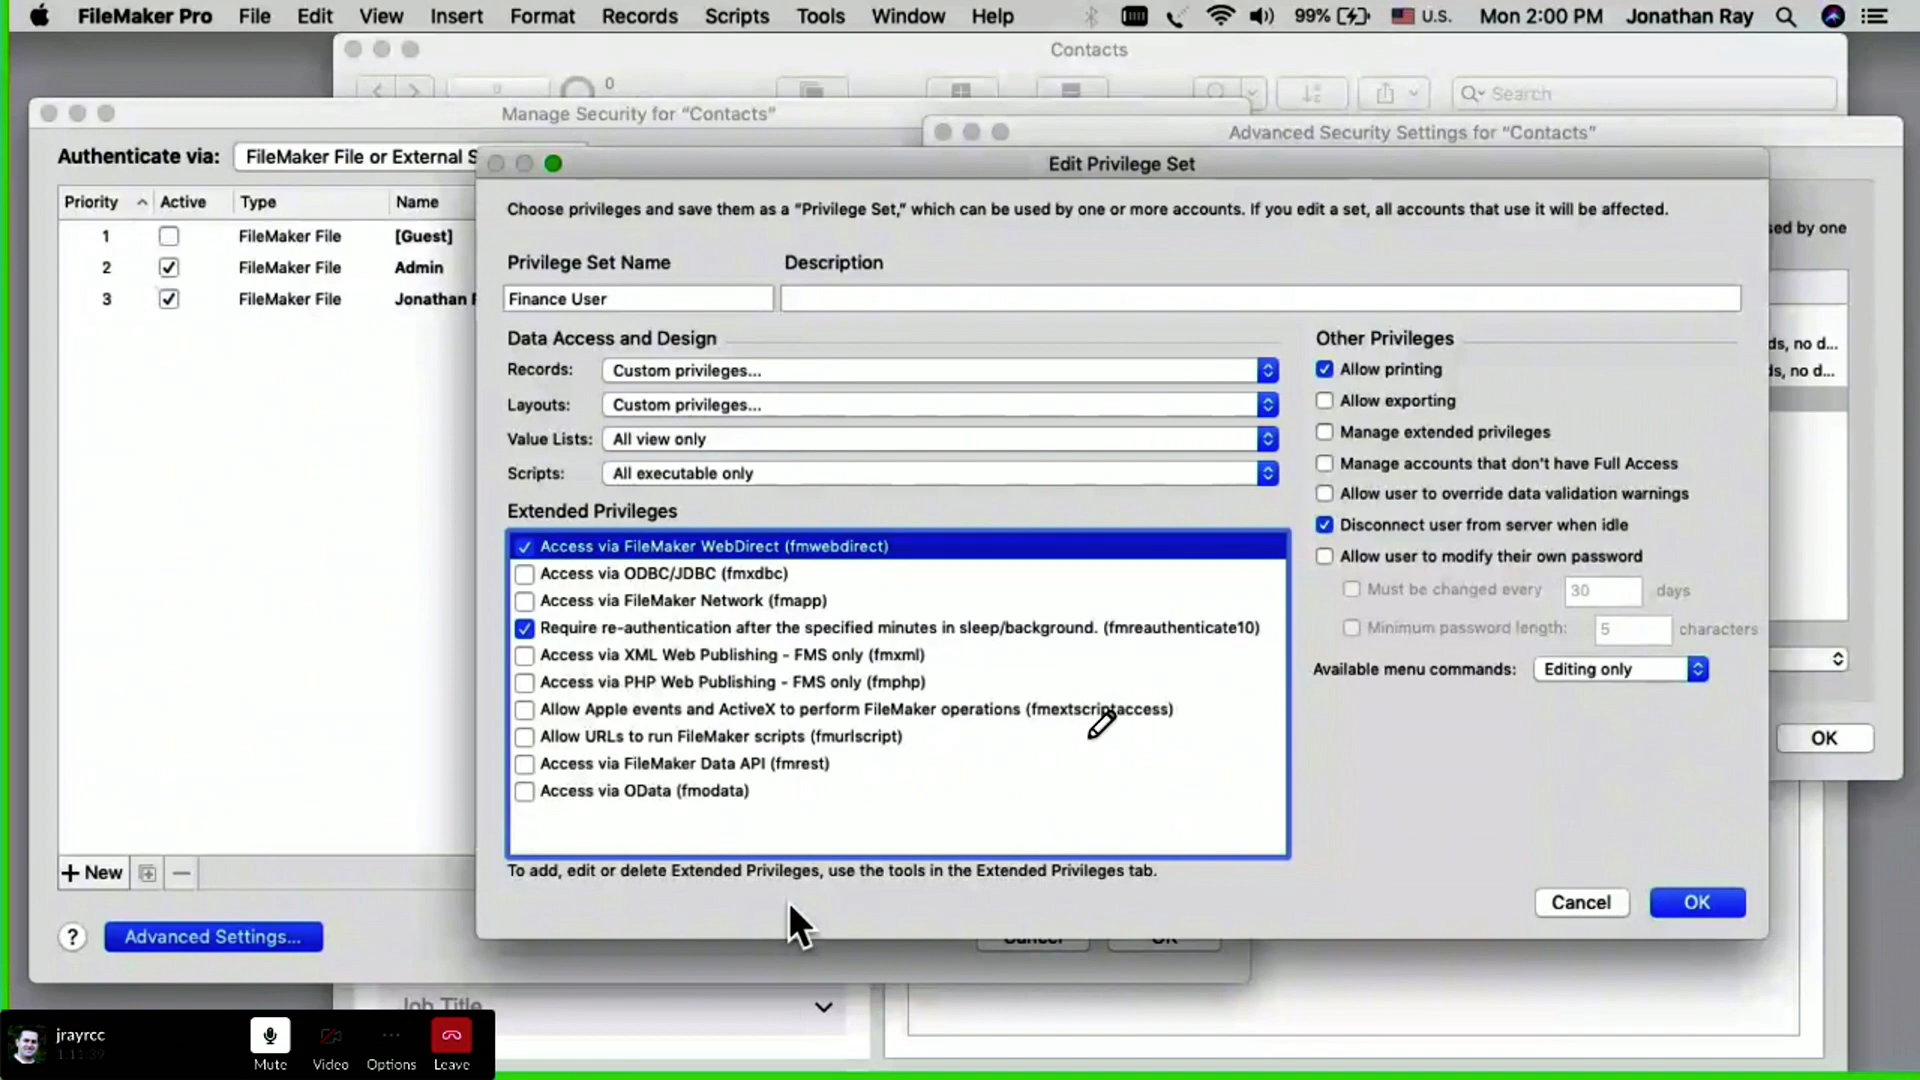 FileMaker Pro File Edit View Insert Format Records Scripts Tools Window Help 99% U.S. Mon 2:00 PM Jonathan Ray
Contacts
0
Search
Manage Security for “Contacts”
Advanced Security Settings for “Contacts”
Authenticate via: FileMaker File or External S
Priority Active Type Name
1 FileMaker File [Guest]
2 FileMaker File Admin
3 FileMaker File Jonathan
Edit Privilege Set
Choose privileges and save them as a “Privilege Set,” which can be used by one or more accounts. If you edit a set, all accounts that use it will be affected.
sed by one
Privilege Set Name Description
Finance User
Data Access and Design
Records: Custom privileges...
Layouts: Custom privileges...
Value Lists: All view only
Scripts: All executable only
Other Privileges
Allow printing
Allow exporting
Manage extended privileges
Manage accounts that don't have Full Access
Allow user to override data validation warnings
Disconnect user from server when idle
Allow user to modify their own password
Must be changed every 30 days
Minimum password length: 5 characters
Available menu commands: Editing only
ds, no d...
ds, no d...
Extended Privileges
Access via FileMaker WebDirect (fmwebdirect)
Access via ODBC/JDBC (fmxdbc)
Access via FileMaker Network (fmapp)
Require re-authentication after the specified minutes in sleep/background. (fmreauthenticate10)
Access via XML Web Publishing - FMS only (fmxml)
Access via PHP Web Publishing - FMS only (fmphp)
Allow Apple events and ActiveX to perform FileMaker operations (fmextscriptaccess)
Allow URLs to run FileMaker scripts (fmurlscript)
Access via FileMaker Data API (fmrest)
Access via OData (fmodata)
To add, edit or delete Extended Privileges, use the tools in the Extended Privileges tab.
Cancel OK
OK
+ New
? Advanced Settings...
Cancel OK
Job Title
jrayrcc
1:11:39
Mute Video Options Leave